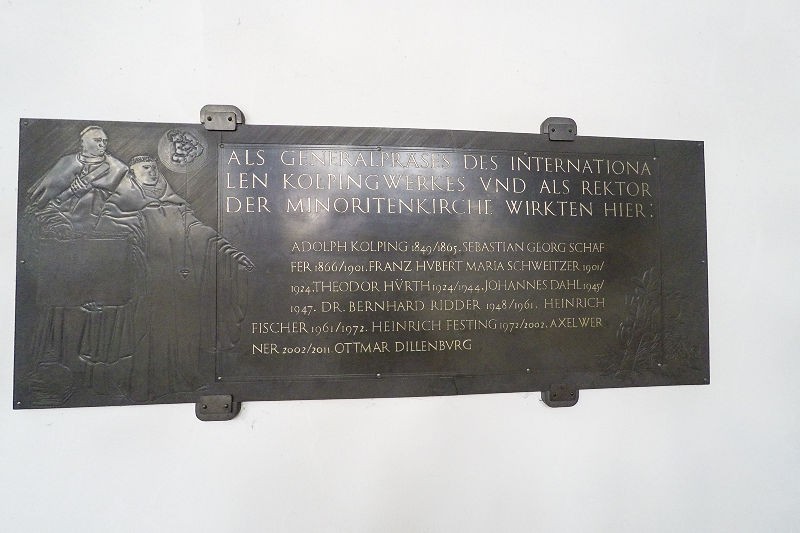 ALS GENERALPRÄSES DES INTERNATIONA
LEN KOLPINGWERKES VND ALS REKTOR
DER MINORITENKIRCHE WIRKTEN HIER:
ADOLPH KOLPING 1849/1865. SEBASTIAN GEORG SCHÄF
FER 1866/1901. FRANZ HVBERT MARIA SCHWEITZER 1901/
1924. THEODOR HÜRTH 1924/1944. JOHANNES DAHL 1945/
1947. DR. BERNHARD RIDDER 1948/1961. HEINRICH
FISCHER 1961/1972. HEINRICH FESTING 1972/2002. AXEL WER
NER 2002/2011 OTTMAR DILLENBVRG